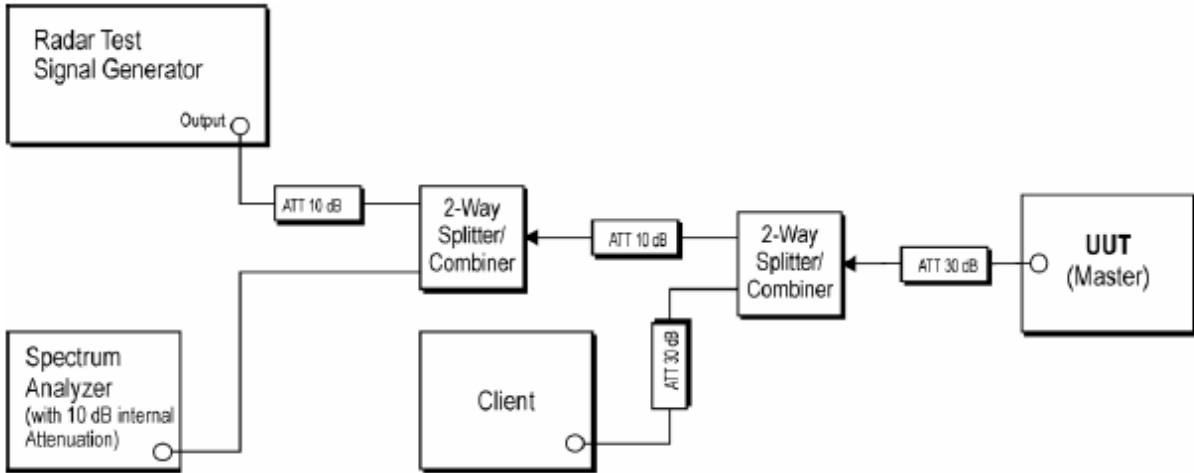 Radar Test
Signal Generator
Output
ATT 10 dB
2-Way
Splitter/
Combiner
ATT 10 dB
2-Way
Splitter/
Combiner
ATT 30 dB
UUT
(Master)
Spectrum
Analyzer
(with 10 dB internal
Attenuation)
Client
ATT 30 dB